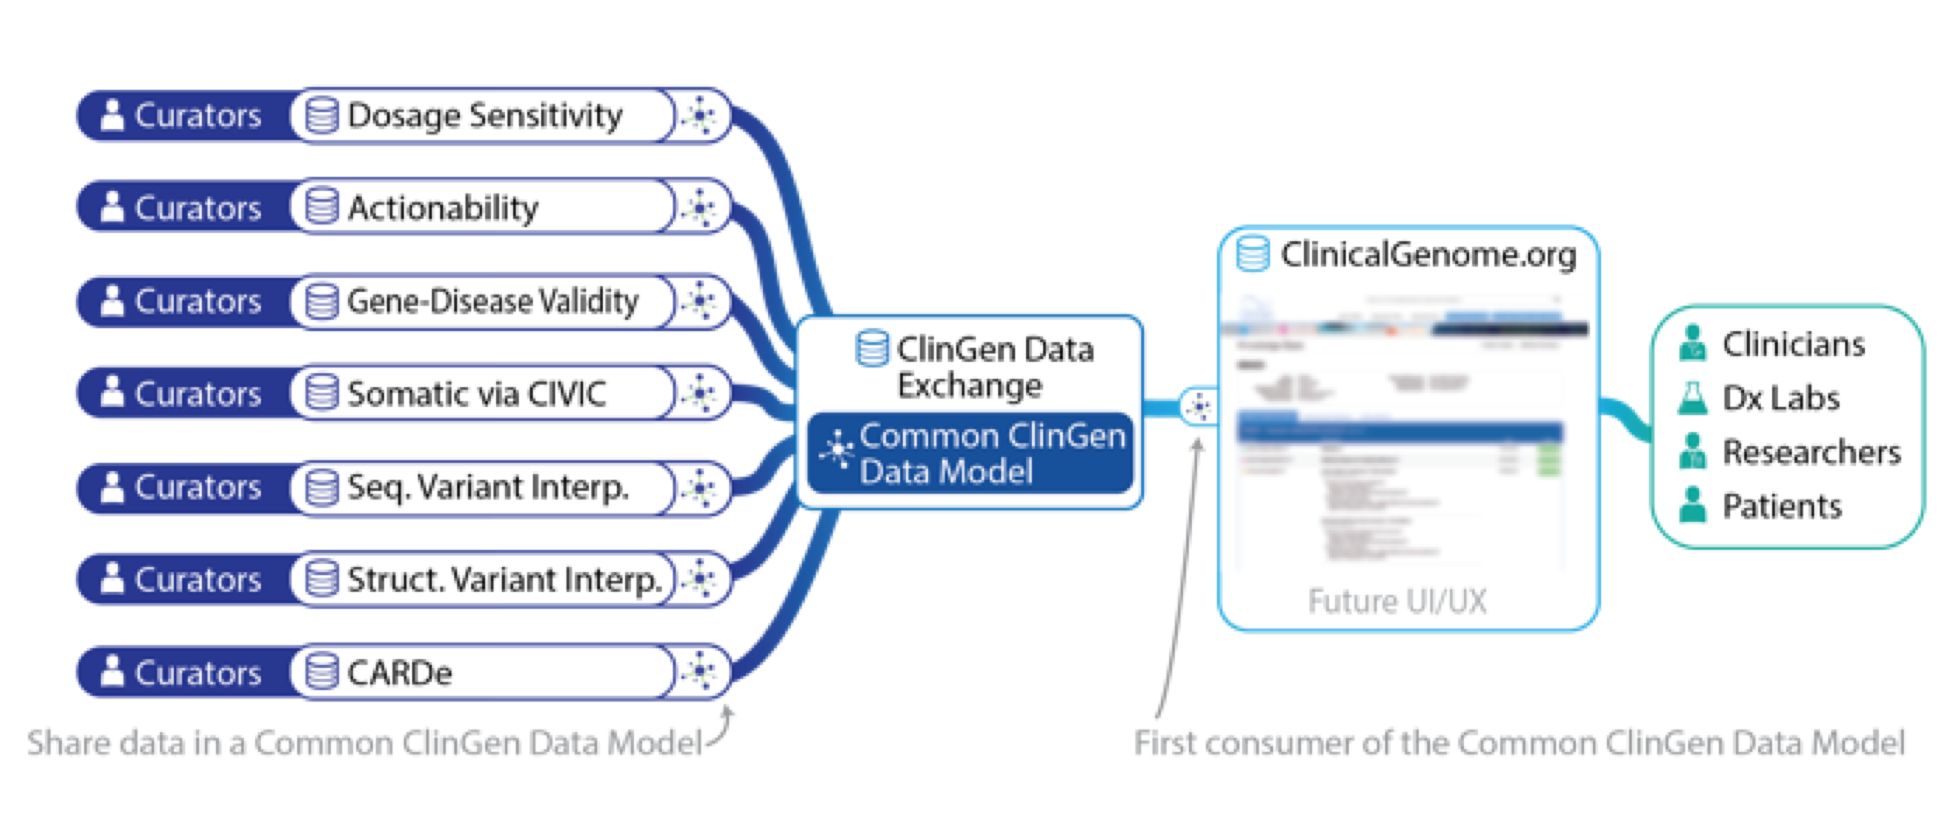 Curators Dosage Sensitivity
Curators Actionability
Curators Gene-Disease Validity
Curators Somatic via CIVIC
Curators Seq. Variant Interp.
Curators Struct. Variant Interp.
Curators CARDe
Share data in a Common ClinGen Data Model
ClinGen Data
Exchange
Common ClinGen
Data Model
ClinicalGenome.org
Future UI/UX
First consumer of the Common ClinGen Data Model
Clinicians
Dx Labs
Researchers
Patients